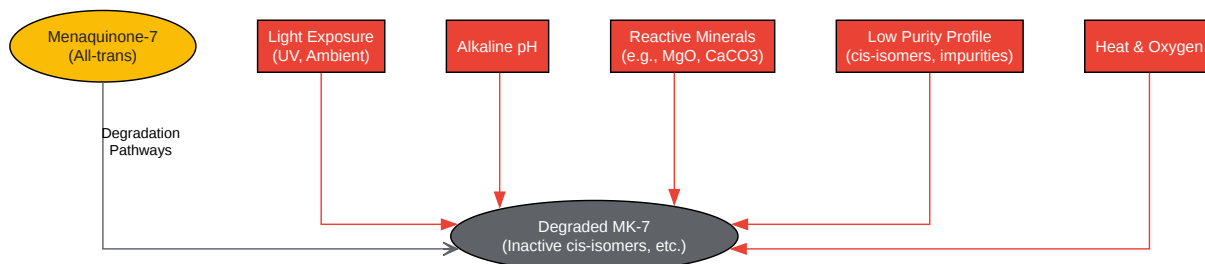 Menaquinone-7
(All-trans)
Light Exposure
(UV, Ambient)
Alkaline pH
Reactive Minerals
(e.g., MgO, CaCO3)
Low Purity Profile
(cis-isomers, impurities)
Heat & Oxygen
Degradation
Pathways
Degraded MK-7
(Inactive cis-isomers, etc.)